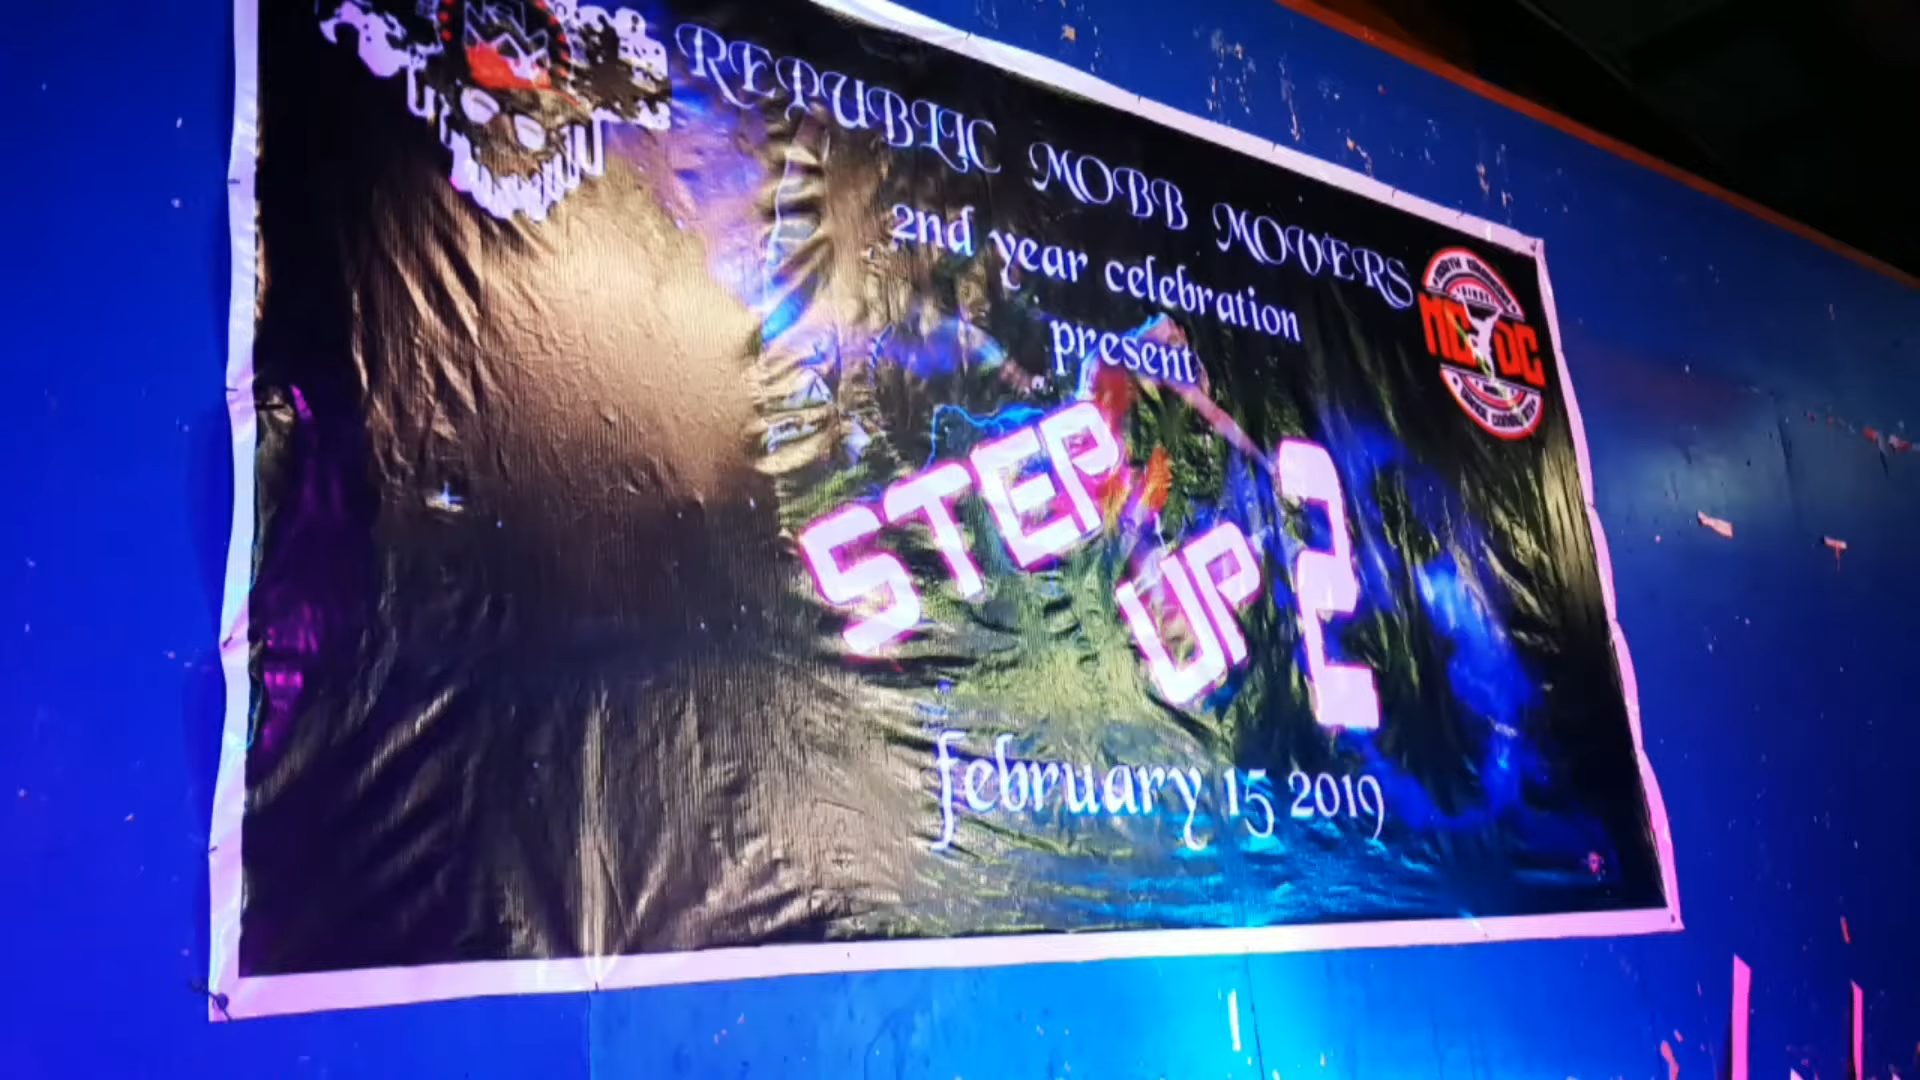 REPUBLIC MOBB MOVERS
2nd year celebration
present
STEP
UP 2
february 15 2019